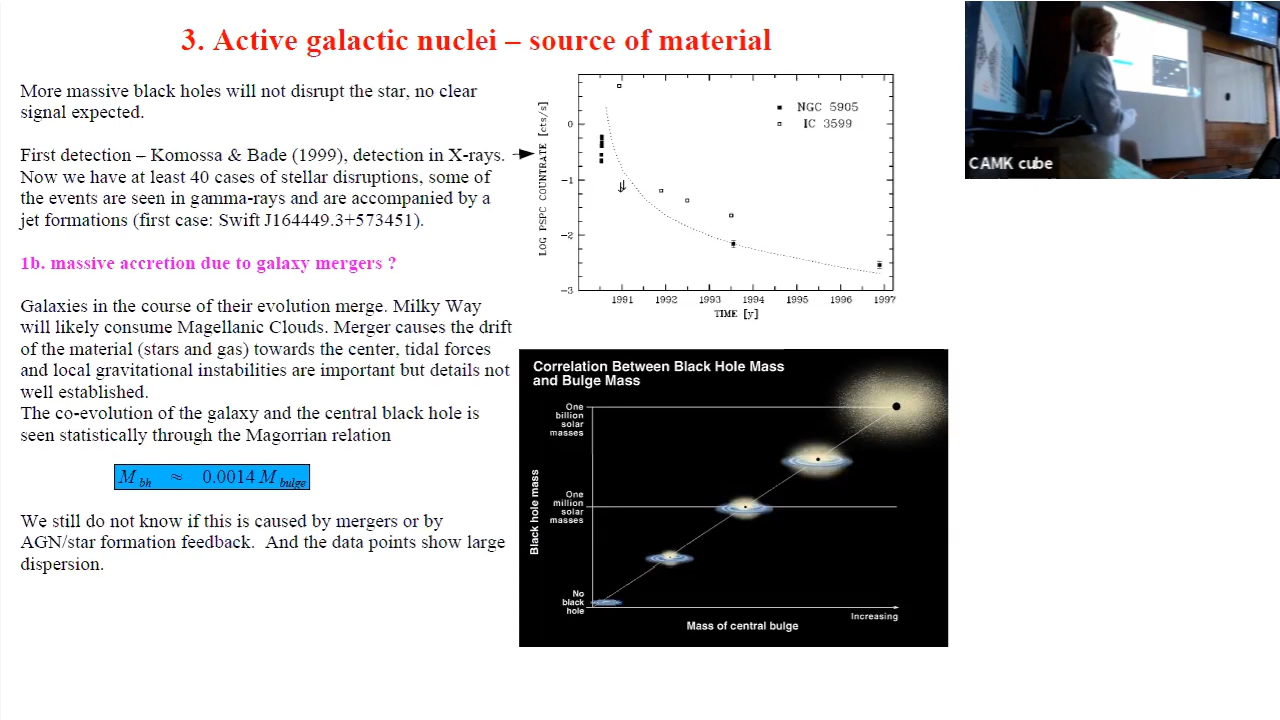 3. Active galactic nuclei – source of material
More massive black holes will not disrupt the star, no clear
signal expected.
First detection – Komossa & Bade (1999), detection in X-rays.
Now we have at least 40 cases of stellar disruptions, some of
the events are seen in gamma-rays and are accompanied by a
jet formations (first case: Swift J164449.3+573451).
1b. massive accretion due to galaxy mergers ?
Galaxies in the course of their evolution merge. Milky Way
will likely consume Magellanic Clouds. Merger causes the drift
of the material (stars and gas) towards the center, tidal forces
and local gravitational instabilities are important but details not
well established.
The co-evolution of the galaxy and the central black hole is
seen statistically through the Magorrian relation
M bh ≈ 0.0014 M bulge
We still do not know if this is caused by mergers or by
AGN/star formation feedback. And the data points show large
dispersion.
LOG PSPC COUNTRATE [cts/s]
0
−1
−2
−3
NGC 5905
IC 3599
1991 1992 1993 1994 1995 1996 1997
TIME [y]
Correlation Between Black Hole Mass
and Bulge Mass
Black hole mass
One
billion
solar
masses
One
million
solar
masses
No
black
hole
Increasing
Mass of central bulge
CAMK cube